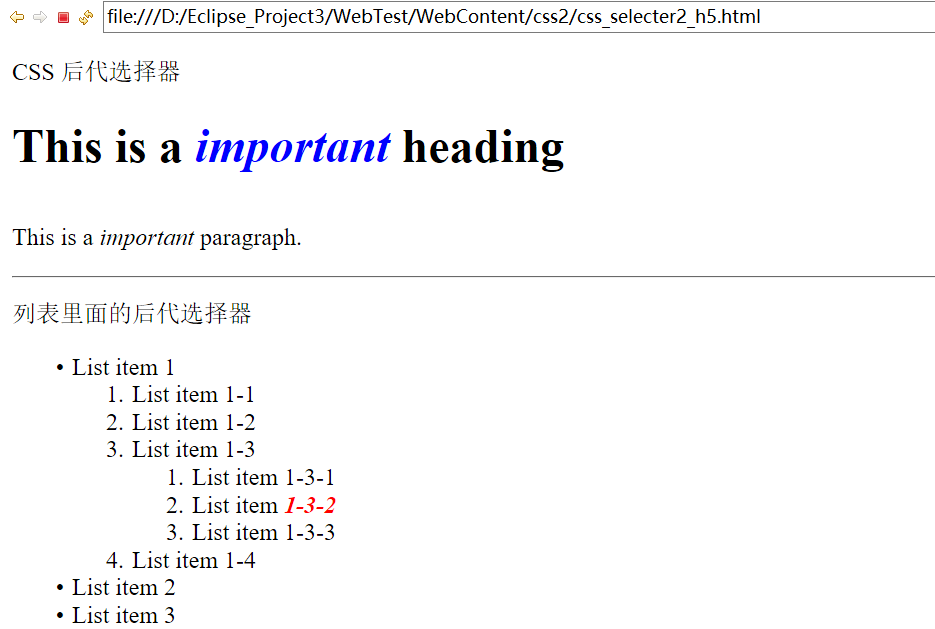 file:///D:/Eclipse_Project3/WebTest/WebContent/css2/css_selecter2_h5.html
CSS 后代选择器
This is a important heading
This is a important paragraph.
列表里面的后代选择器
• List item 1
1. List item 1-1
2. List item 1-2
3. List item 1-3
1. List item 1-3-1
2. List item 1-3-2
3. List item 1-3-3
4. List item 1-4
• List item 2
• List item 3